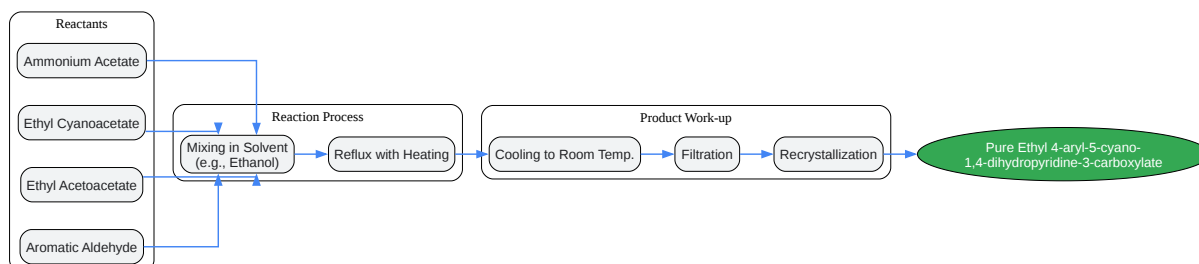 Reactants
Ammonium Acetate
Ethyl Cyanoacetate
Ethyl Acetoacetate
Aromatic Aldehyde
Reaction Process
Mixing in Solvent
(e.g., Ethanol)
Reflux with Heating
Product Work-up
Cooling to Room Temp.
Filtration
Recrystallization
Pure Ethyl 4-aryl-5-cyano-
1,4-dihydropyridine-3-carboxylate